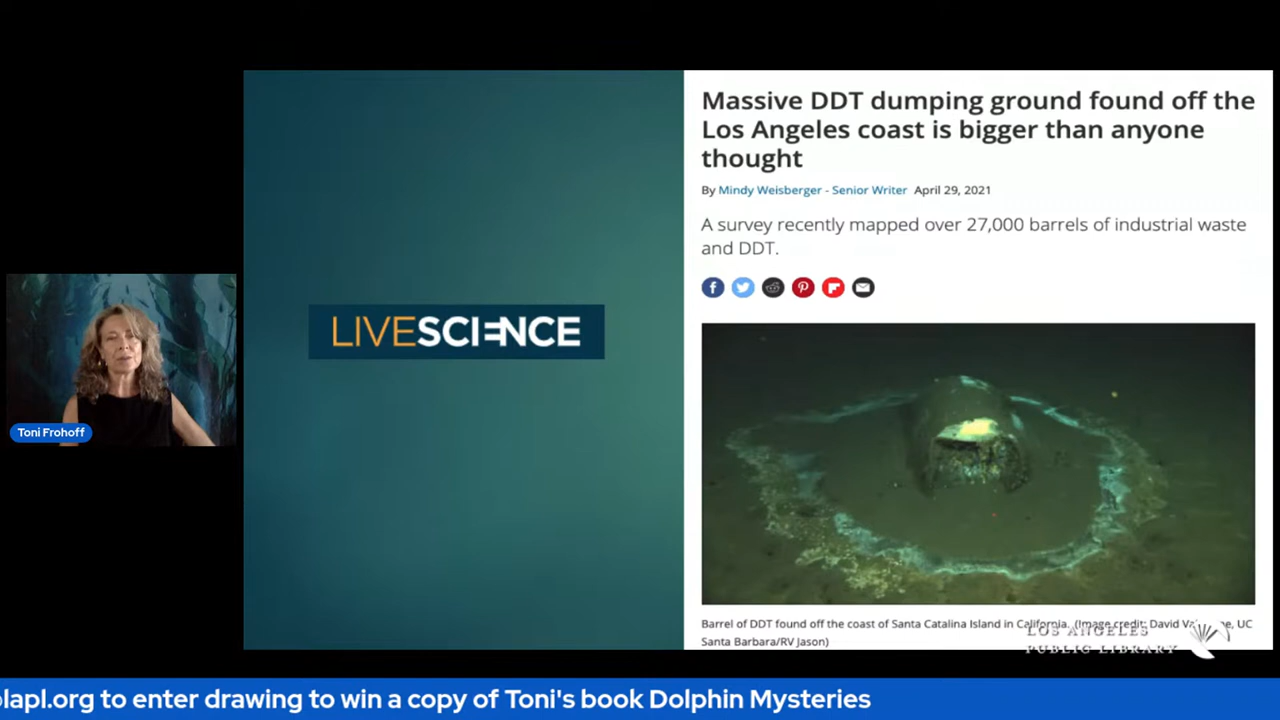 Massive DDT dumping ground found off the
Los Angeles coast is bigger than anyone
thought
By Mindy Weisberger - Senior Writer April 29, 2021
A survey recently mapped over 27,000 barrels of industrial waste
and DDT.
LIVESCIENCE
Toni Frohoff
Barrel of DDT found off the coast of Santa Catalina Island in California. (Image credit: David UC
Santa Barbara/RV Jason)
LOS ANGELES
PUBLIC LIBRARY
olapl.org to enter drawing to win a copy of Toni's book Dolphin Mysteries